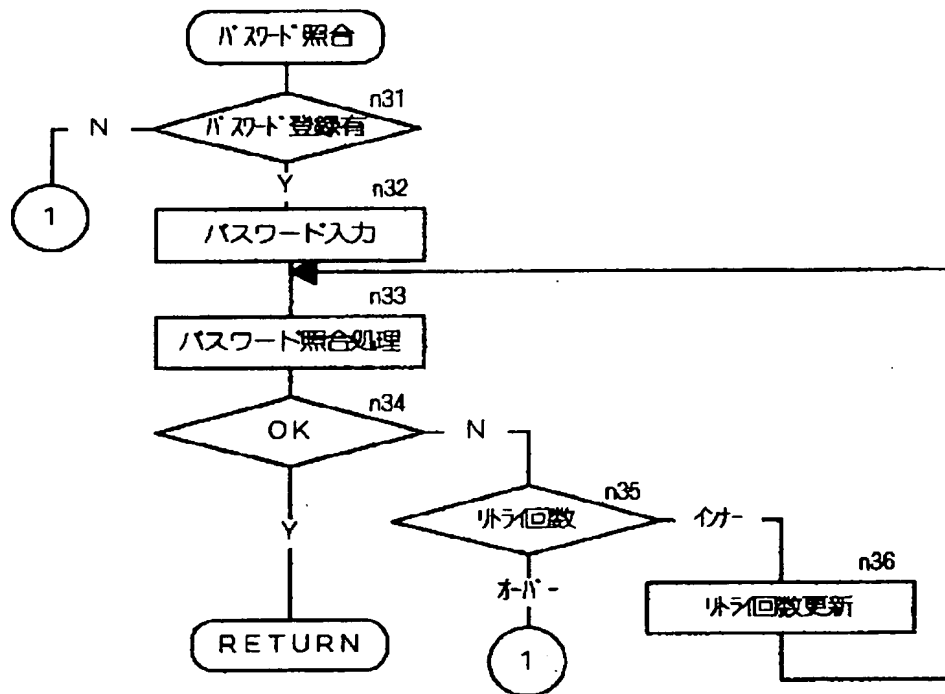 パスワード照合
n31
パスワード登録有
N
Y
1
n32
パスワード入力
n33
パスワード照合処理
n34
OK
N
Y
n35
リトライ回数
インナー
オーバー
n36
リトライ回数更新
RETURN
1